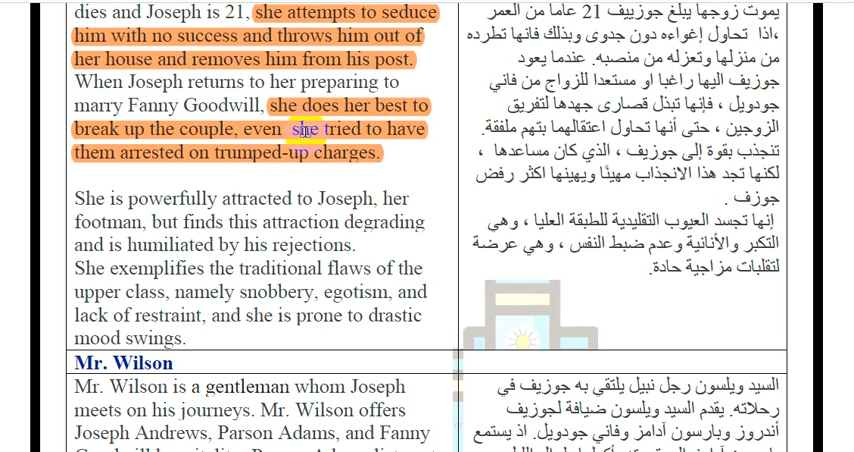 dies and Joseph is 21, she attempts to seduce
him with no success and throws him out of
her house and removes him from his post.
When Joseph returns to her preparing to
marry Fanny Goodwill, she does her best to
break up the couple, even she tried to have
them arrested on trumped-up charges.
She is powerfully attracted to Joseph, her
footman, but finds this attraction degrading
and is humiliated by his rejections.
She exemplifies the traditional flaws of the
upper class, namely snobbery, egotism, and
lack of restraint, and she is prone to drastic
mood swings.
يموت زوجها يبلغ جوزييف 21 عاما من العمر
،اذا تحاول إغواءه دون جدوى وبذلك فانها تطرده
من منزلها وتعزله من منصبه. عندما يعود
جوزيف اليها راغبا او مستعدا للزواج من فاني
جودويل ، فإنها تبذل قصارى جهدها لتفريق
الزوجين ، حتى أنها تحاول اعتقالهما بتهم ملفقة.
تنجذب بقوة إلى جوزيف ، الذي كان مساعدها ،
لكنها تجد هذا الانجذاب مهينًا ويهينها اكثر رفض
جوزف .
إنها تجسد العيوب التقليدية للطبقة العليا ، وهي
التكبر والأنانية وعدم ضبط النفس ، وهي عرضة
لتقلبات مزاجية حادة.
Mr. Wilson
Mr. Wilson is a gentleman whom Joseph
meets on his journeys. Mr. Wilson offers
Joseph Andrews, Parson Adams, and Fanny
السيد ويلسون رجل نبيل يلتقي به جوزيف في
رحلاته. يقدم السيد ويلسون ضيافة لجوزيف
أندروز وبارسون آدامز وفاني جودويل. اذ يستمع